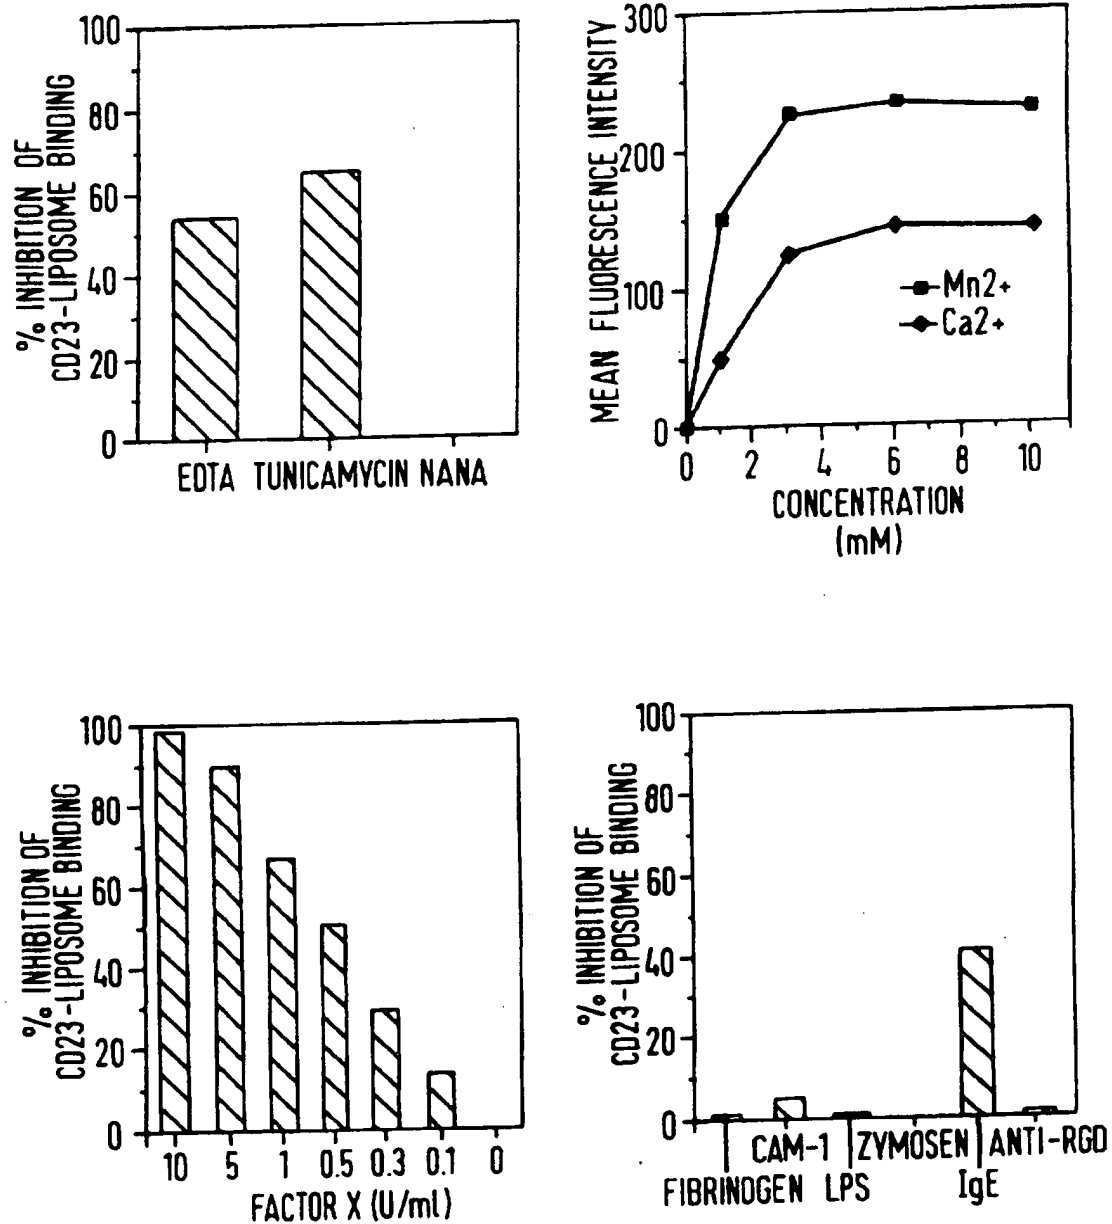 % INHIBITION OF
CD23-LIPOSOME BINDING
100
80
60
40
20
0
EDTA TUNICAMYCIN NANA
MEAN FLUORESCENCE INTENSITY
300
200
100
0
0 2 4 6 8 10
CONCENTRATION
(mM)
Mn2+
Ca2+
% INHIBITION OF
CD23-LIPOSOME BINDING
100
80
60
40
20
0
10 5 1 0.5 0.3 0.1 0
FACTOR X (U/ml)
% INHIBITION OF
CD23-LIPOSOME BINDING
100
80
60
40
20
0
CAM-1 ZYMOSEN ANTI-RGD
FIBRINOGEN LPS IgE